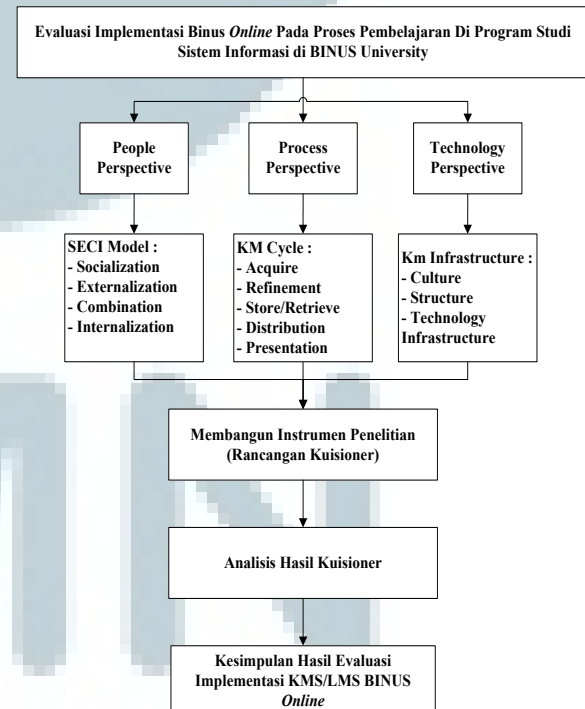 Evaluasi Implementasi Binus Online Pada Proses Pembelajaran Di Program Studi
Sistem Informasi di BINUS University
People
Perspective
Process
Perspective
Technology
Perspective
SECI Model :
- Socialization
- Externalization
- Combination
- Internalization
KM Cycle :
- Acquire
- Refinement
- Store/Retrieve
- Distribution
- Presentation
Km Infrastructure :
- Culture
- Structure
- Technology
Infrastructure
Membangun Instrumen Penelitian
(Rancangan Kuisioner)
Analisis Hasil Kuisioner
Kesimpulan Hasil Evaluasi
Implementasi KMS/LMS BINUS
Online